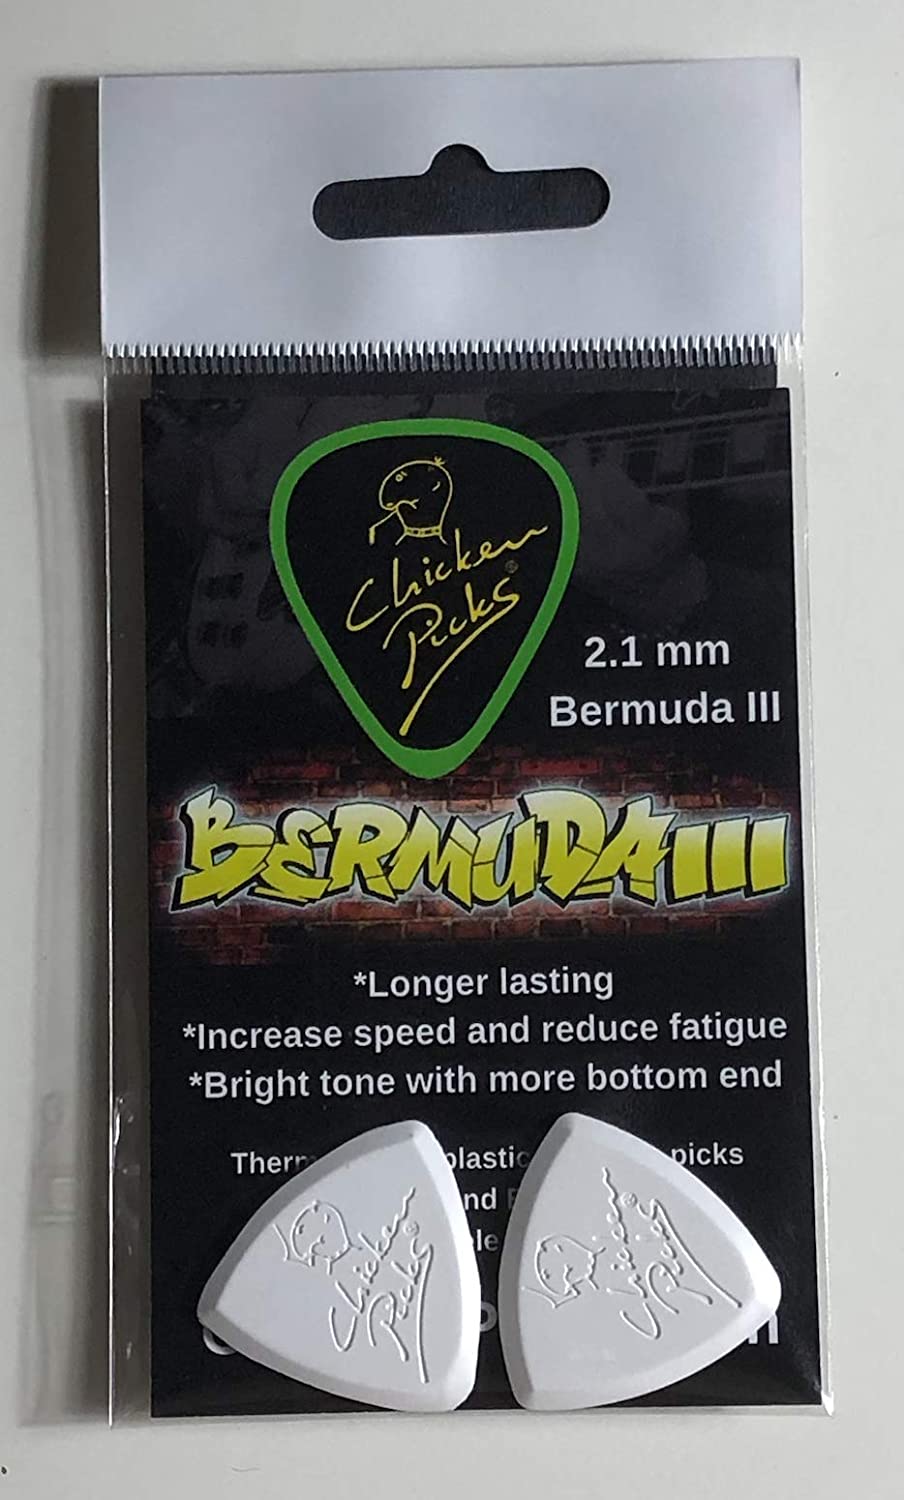 Chicken
Picks®
2.1 mm
Bermuda III
BERMUDA III
*Longer lasting
*Increase speed and reduce fatigue
*Bright tone with more bottom end
picks
Chicken
Picks®
Chicken®
Picks